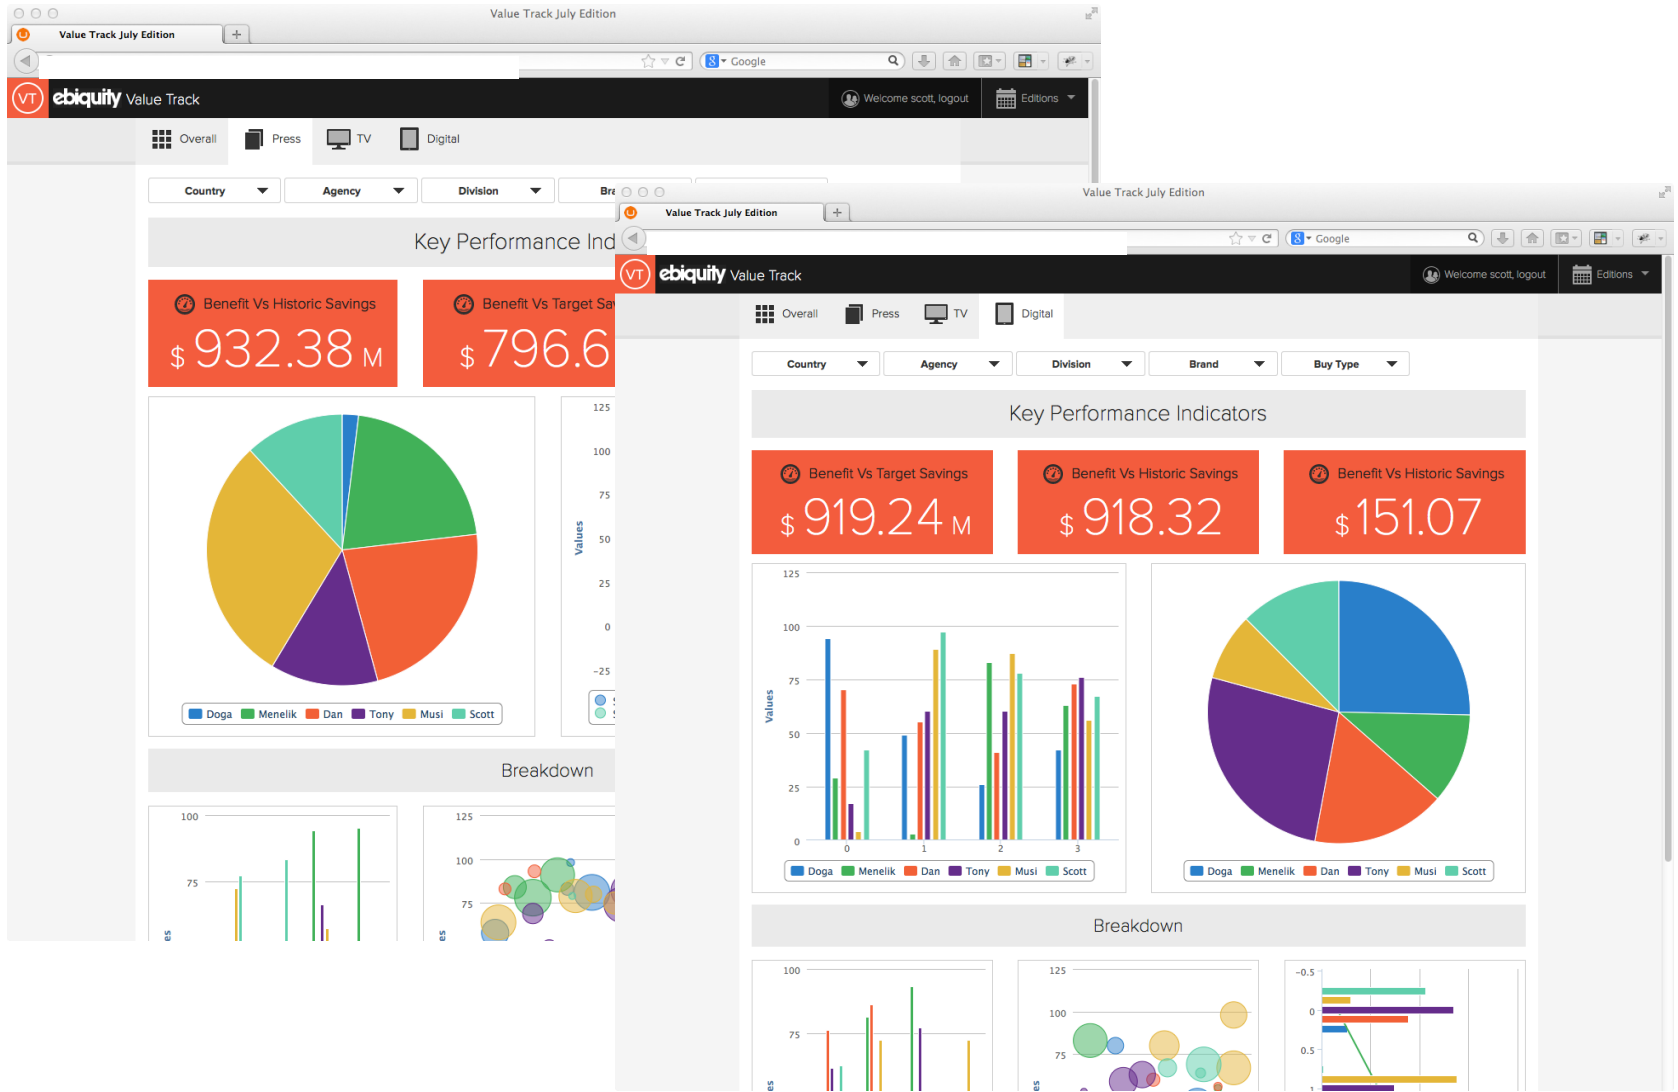 Value Track July Edition
Value Track July Edition
Google
VT ebiquity Value Track
Welcome scott, logout
Editions
Overall Press TV Digital
Country Agency Division
Key Performance Ind
Benefit Vs Historic Savings
$ 932.38 M
Benefit Vs Target Sa
$ 796.6
Doga Menelik Dan Tony Musi Scott
125
100
75
50
25
0
-25
Values
Breakdown
100
75
125
100
75
Value Track July Edition
Value Track July Edition
Google
VT ebiquity Value Track
Welcome scott, logout
Editions
Overall Press TV Digital
Country Agency Division Brand Buy Type
Key Performance Indicators
Benefit Vs Target Savings
$ 919.24 M
Benefit Vs Historic Savings
$ 918.32
Benefit Vs Historic Savings
$ 151.07
125
100
75
50
25
0
Values
0 1 2 3
Doga Menelik Dan Tony Musi Scott
Doga Menelik Dan Tony Musi Scott
Breakdown
100
75
125
100
75
-0.5
0
0.5
1